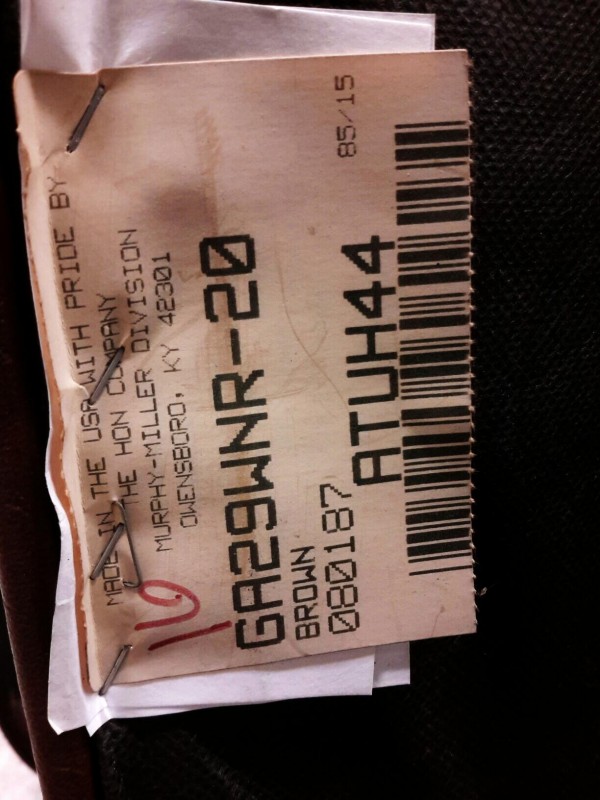 MADE IN THE USA WITH PRIDE BY
THE HON COMPANY
MURPHY-MILLER DIVISION
OWENSBORO, KY 42301
16
GA29WNR-20
BROWN
080187
85/15
ATUH44